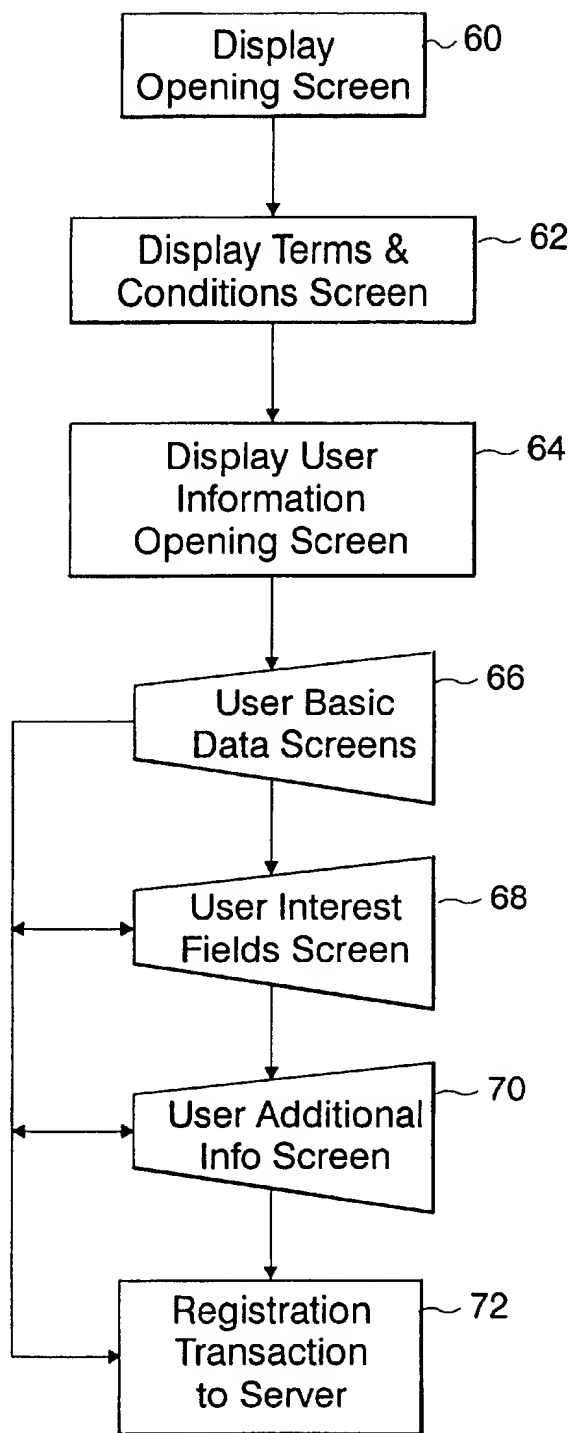 Display
Opening Screen
60
Display Terms &
Conditions Screen
62
Display User
Information
Opening Screen
64
User Basic
Data Screens
66
User Interest
Fields Screen
68
User Additional
Info Screen
70
Registration
Transaction
to Server
72